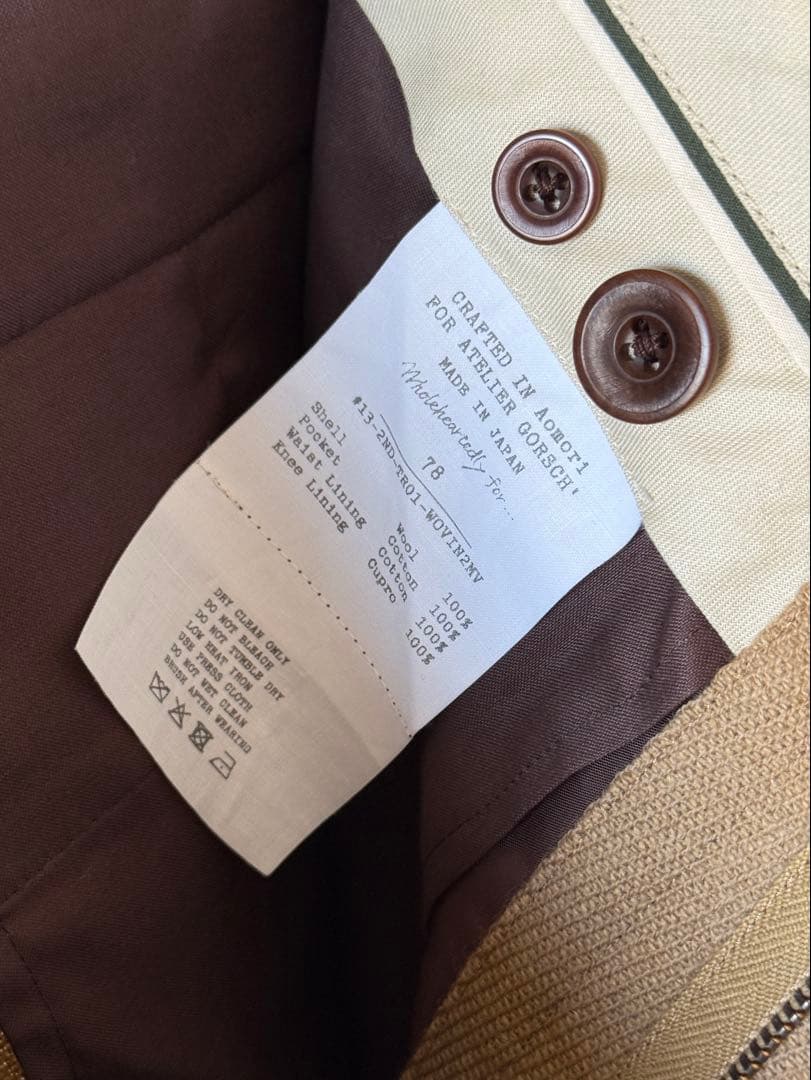 CRAFTED IN Aomori
FOR ATELIER GORSCH'
MADE IN JAPAN
Wholeheartedly for...
78
#13-2ND-TR01-WOVIN2MV
Shell Wool 100%
Pocket Cotton 100%
Waist Lining Cotton 100%
Knee Lining Cupro 100%
DRY CLEAN ONLY
DO NOT BLEACH
DO NOT TUMBLE DRY
LOW HEAT IRON
USE PRESS CLOTH
DO NOT WET CLEAN
BRUSH AFTER WEARING